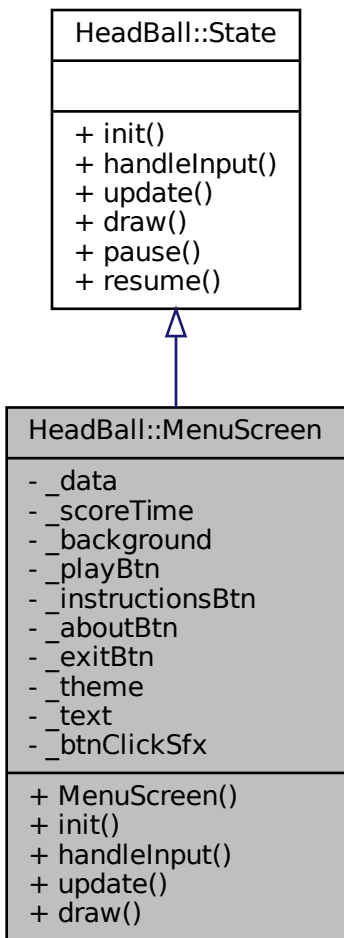 HeadBall::State
+ init()
+ handleInput()
+ update()
+ draw()
+ pause()
+ resume()
HeadBall::MenuScreen
- _data
- _scoreTime
- _background
- _playBtn
- _instructionsBtn
- _aboutBtn
- _exitBtn
- _theme
- _text
- _btnClickSfx
+ MenuScreen()
+ init()
+ handleInput()
+ update()
+ draw()